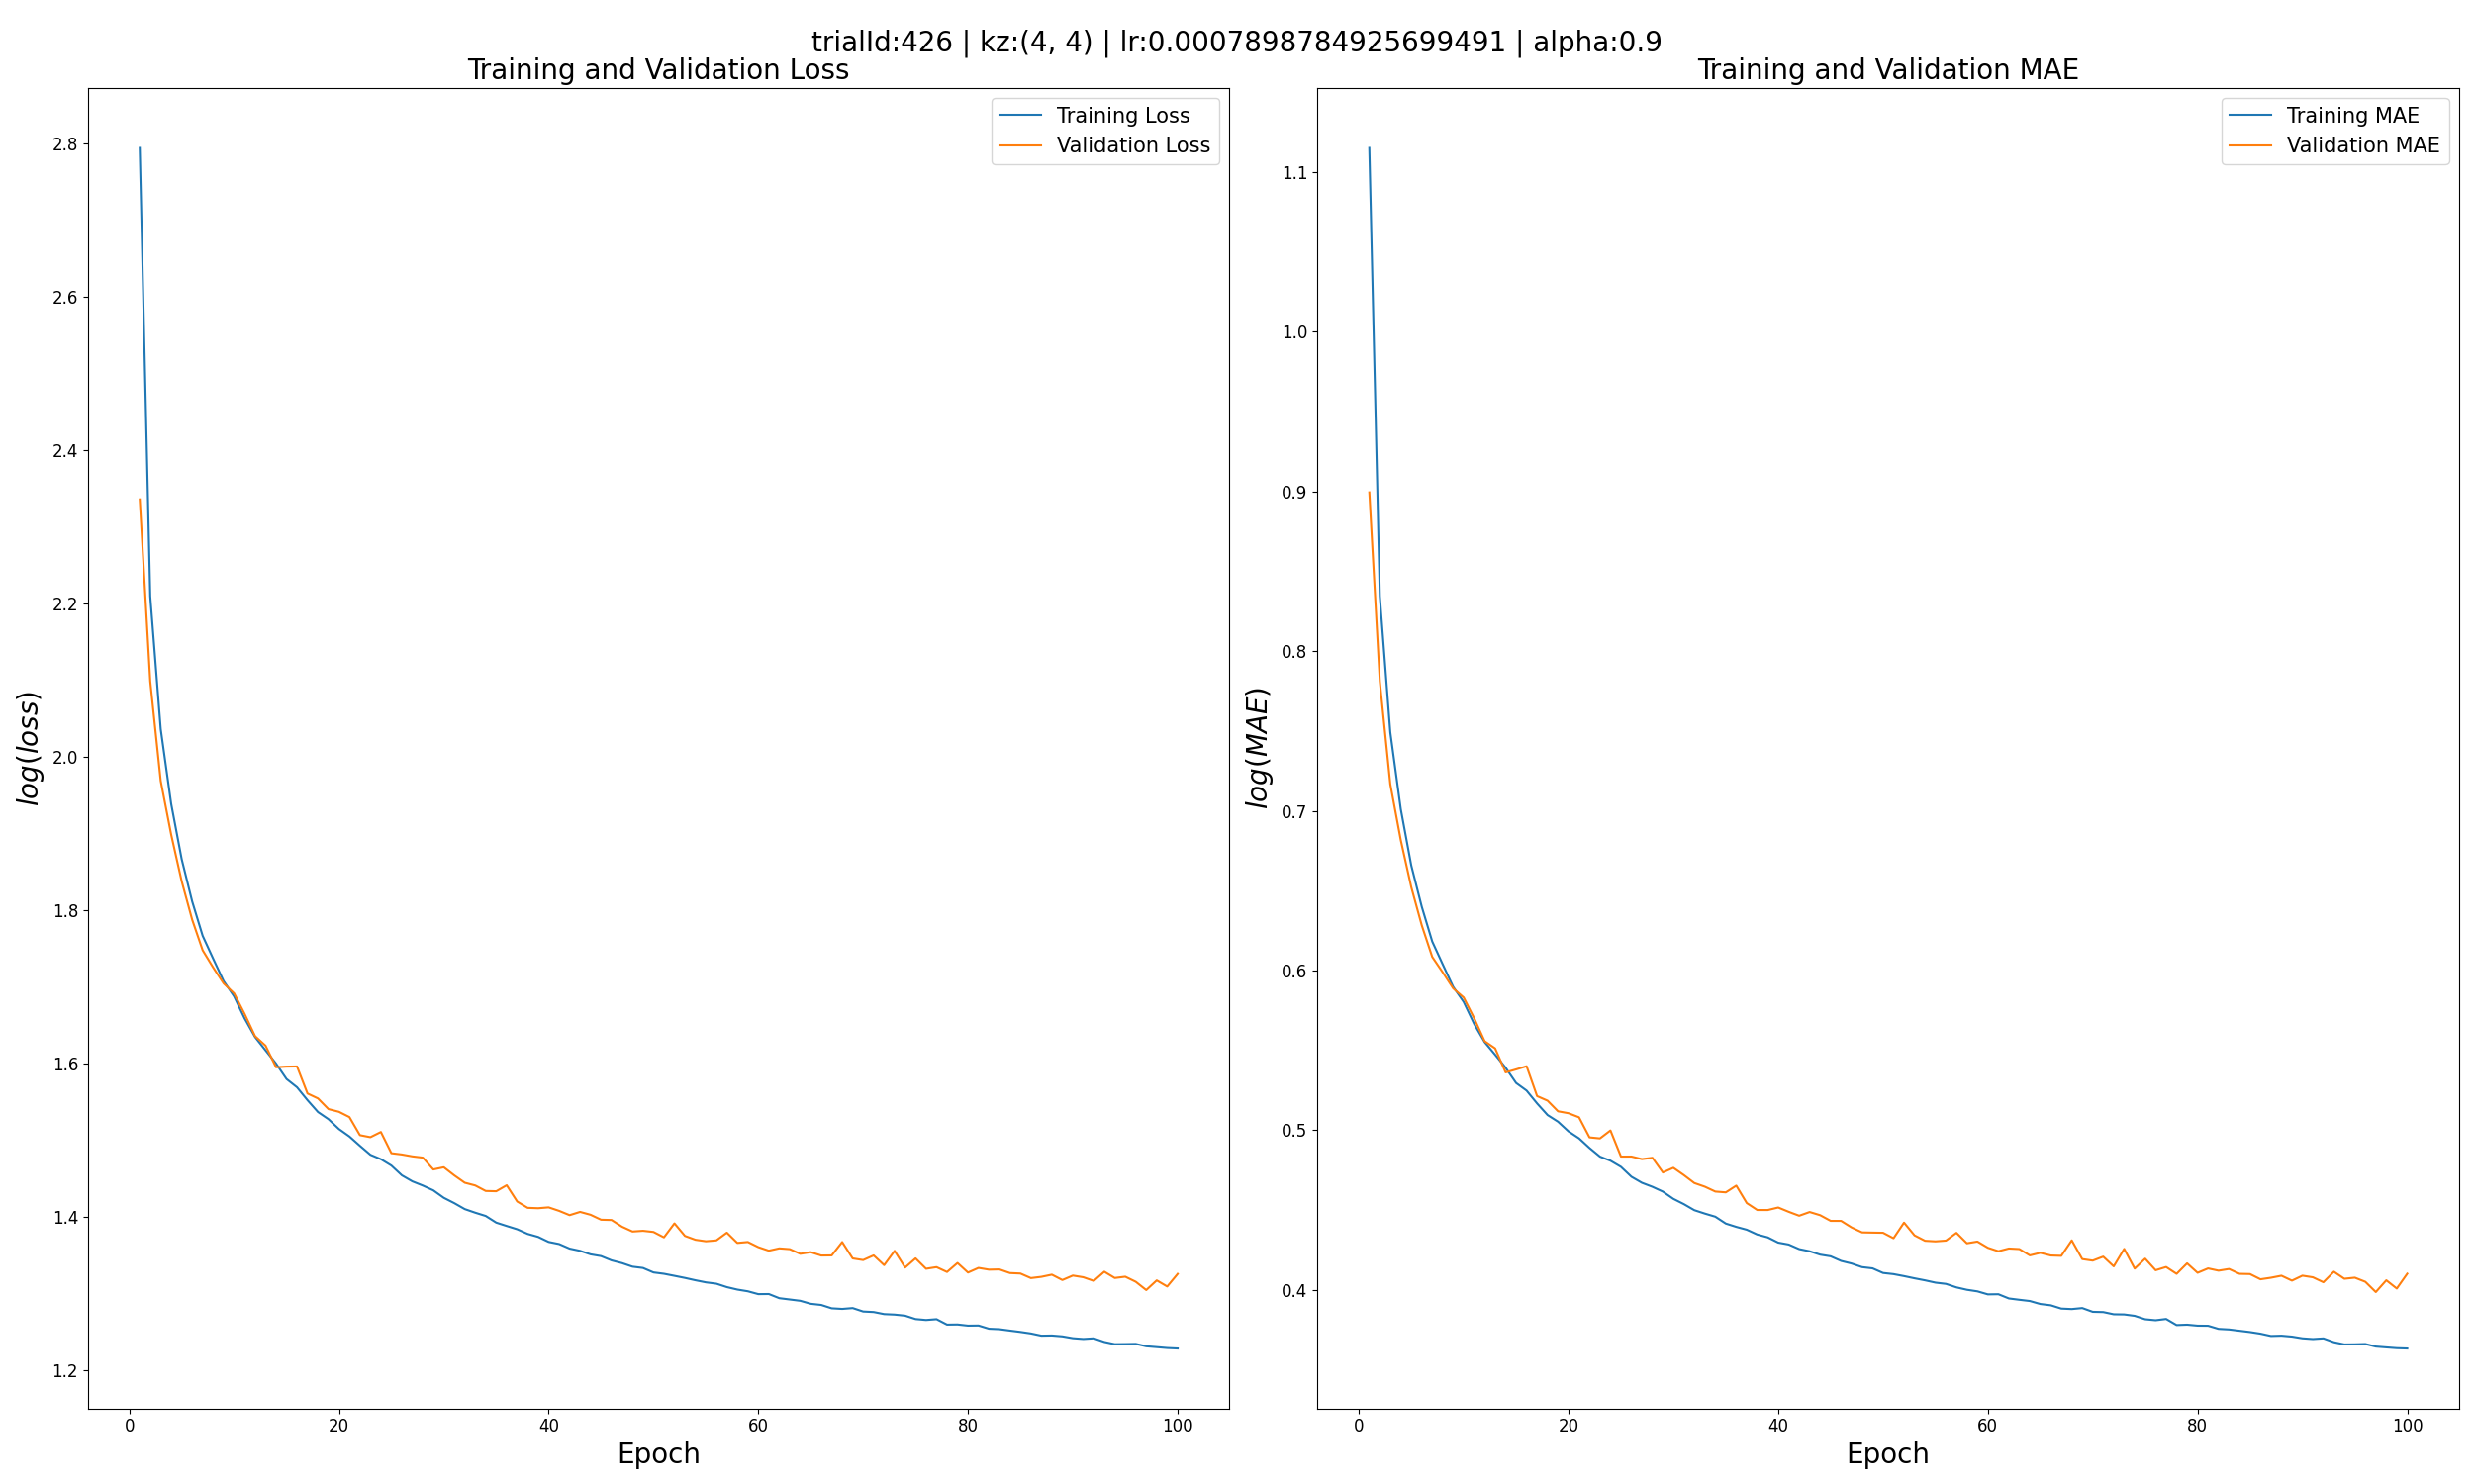 trialId:426 | kz:(4, 4) | lr:0.0007898784925699491 | alpha:0.9
Training and Validation Loss
Training Loss
Validation Loss
2.8
2.6
2.4
2.2
2.0
1.8
1.6
1.4
1.2
log(loss)
0 20 40 60 80 100
Epoch
Training and Validation MAE
Training MAE
Validation MAE
1.1
1.0
0.9
0.8
0.7
0.6
0.5
0.4
log(MAE)
0 20 40 60 80 100
Epoch